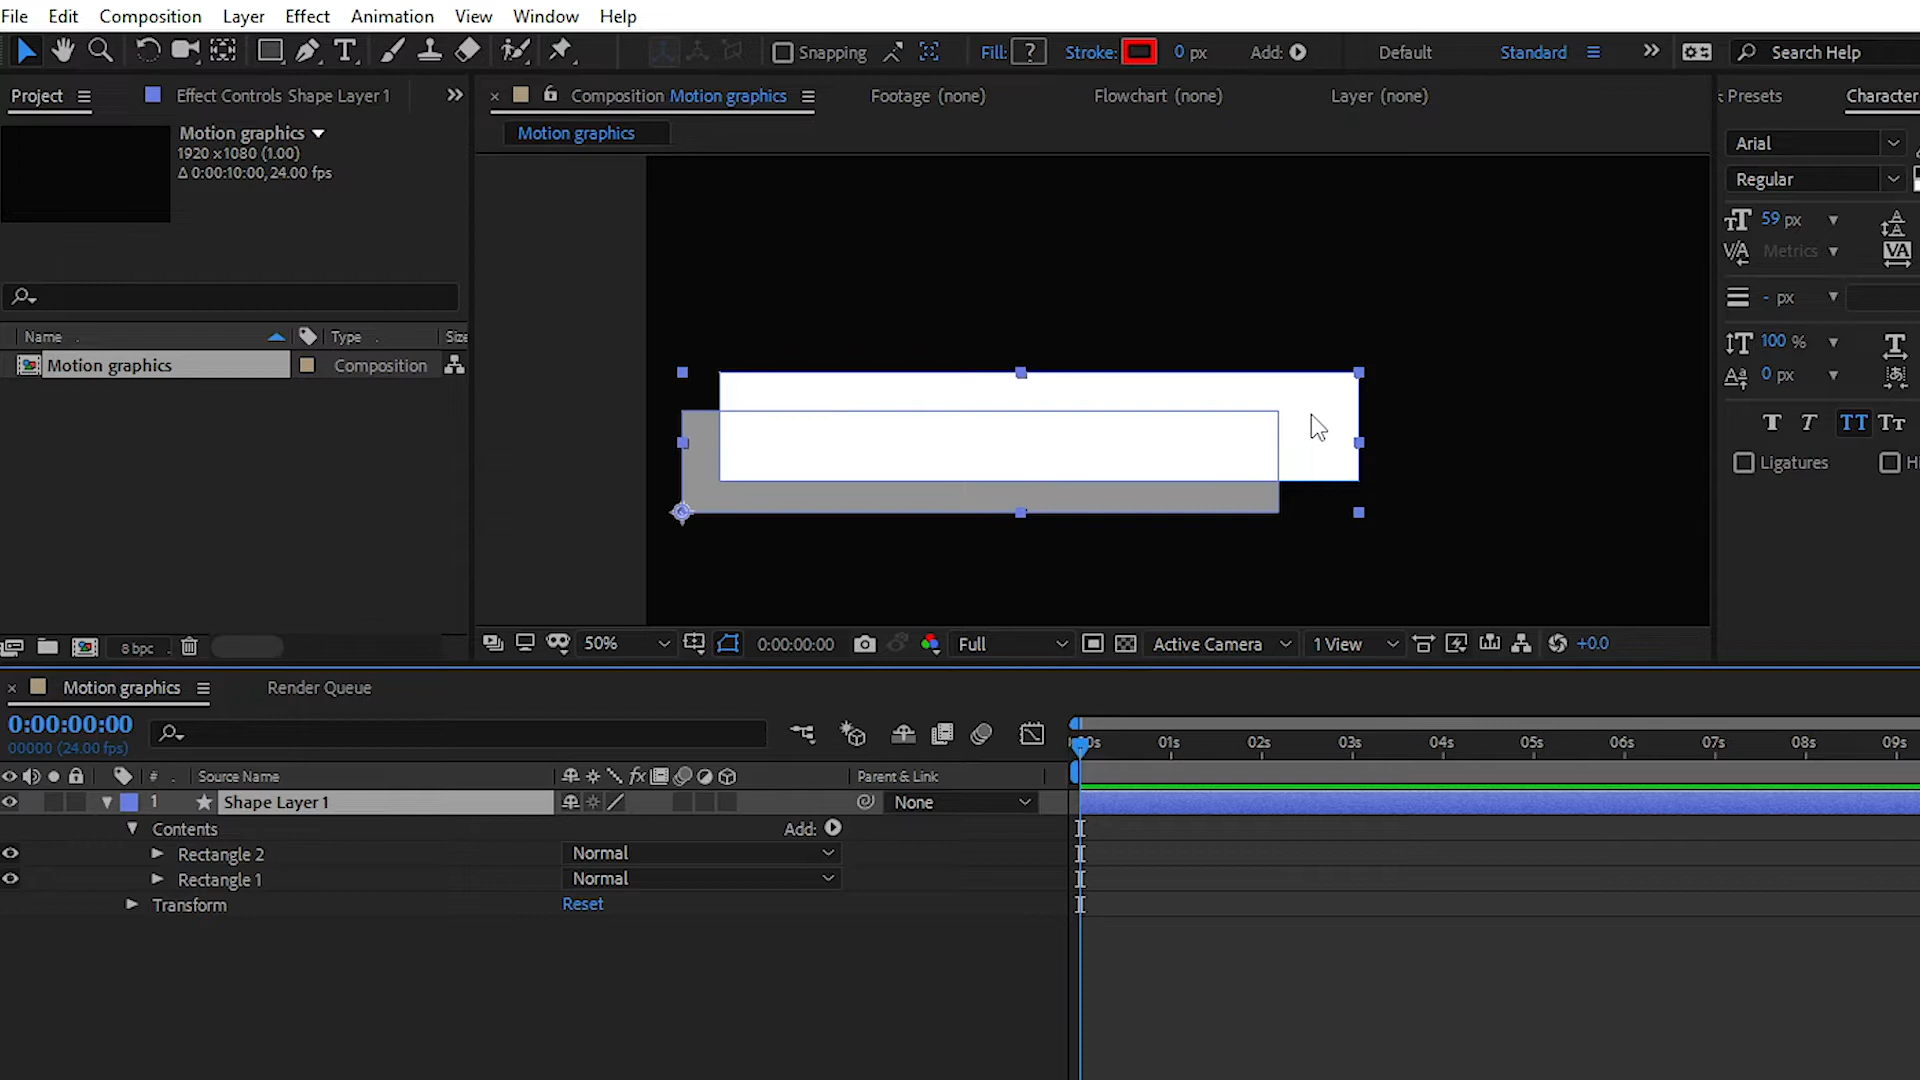 File Edit Composition Layer Effect Animation View Window Help
Snapping Fill: ? Stroke: 0 px Add: Default Standard Search Help
Project Effect Controls Shape Layer 1 Composition Motion graphics Footage (none) Flowchart (none) Layer (none) Presets Character
Motion graphics
1920 x1080 (1.00)
Δ 0:00:10:00, 24.00 fps
Motion graphics
Arial
Regular
59 px
Metrics
- px
100 %
0 px
T T TT Tt
Ligatures
Name Type Size
Motion graphics Composition
8 bpc
50% 0:00:00:00 Full Active Camera 1 View +0.0
Motion graphics Render Queue
0:00:00:00
00000 (24.00 fps)
01s 02s 03s 04s 05s 06s 07s 08s 09s
# Source Name fx Parent & Link
1 Shape Layer 1 None
Contents Add:
Rectangle 2 Normal
Rectangle 1 Normal
Transform Reset